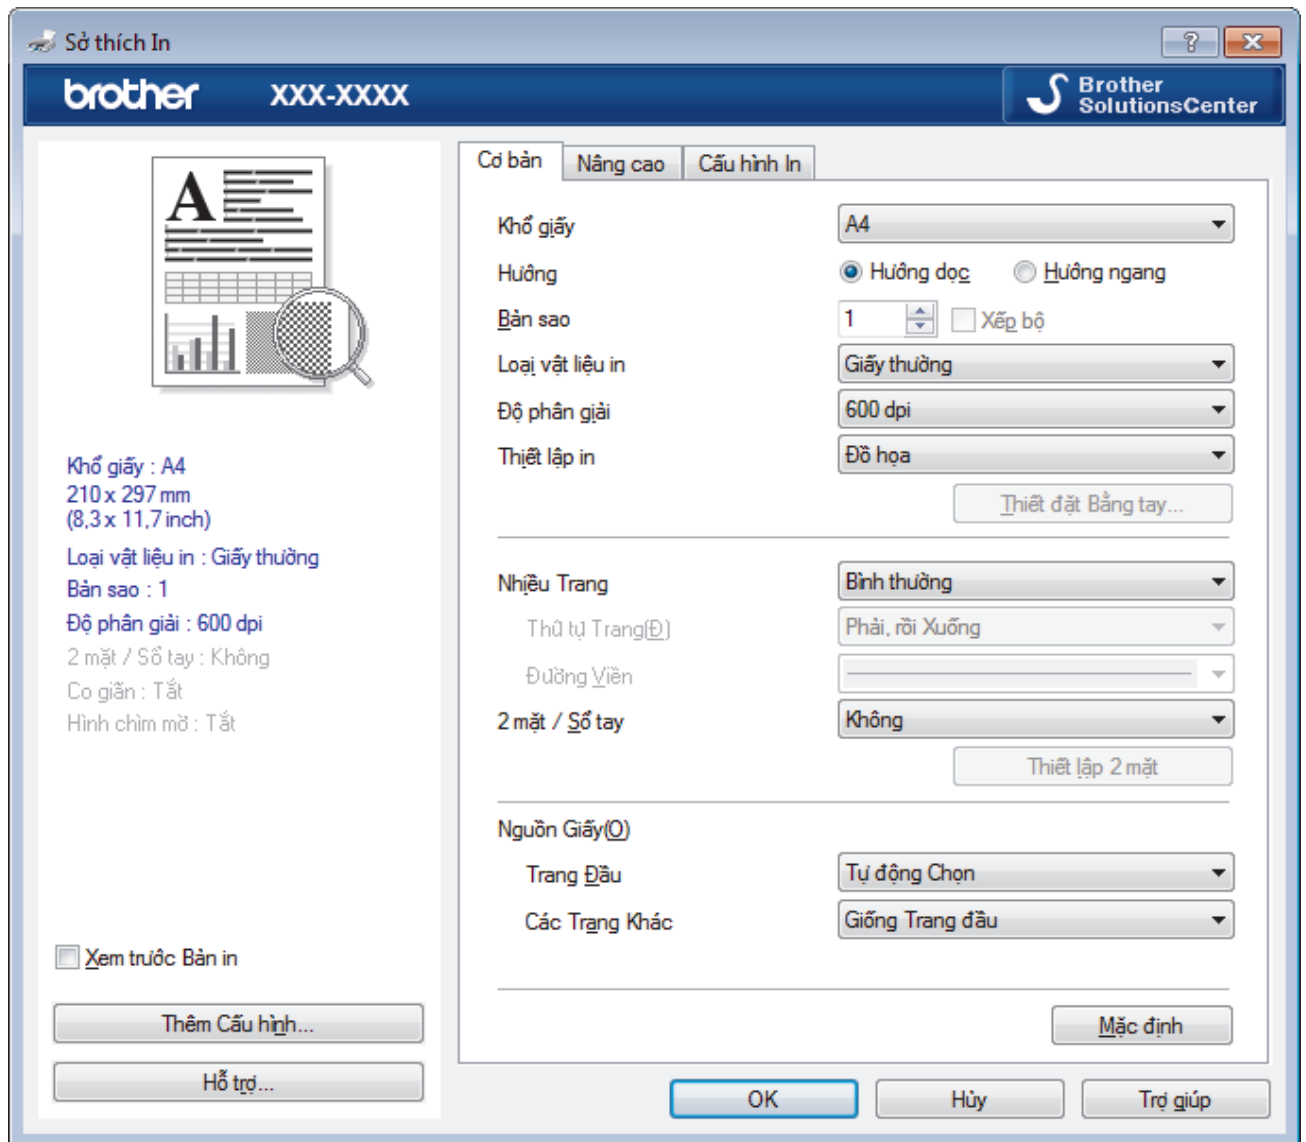 Sở thích In
?
brother XXX-XXXX
Brother
SolutionsCenter
A
Khổ giấy : A4
210 x 297 mm
(8,3 x 11,7 inch)
Loại vật liệu in : Giấy thường
Bản sao : 1
Độ phân giải : 600 dpi
2 mặt / Sổ tay : Không
Co giãn : Tắt
Hình chìm mờ : Tắt
Xem trước Bản in
Thêm Cấu hình...
Hỗ trợ...
Cơ bản Nâng cao Cấu hình In
Khổ giấy A4
Hướng Hướng dọc Hướng ngang
Bản sao 1 Xếp bộ
Loại vật liệu in Giấy thường
Độ phân giải 600 dpi
Thiết lập in Đồ họa
Thiết đặt Bằng tay...
Nhiều Trang Bình thường
Thứ tự Trang(Đ) Phải, rồi Xuống
Đường Viền
2 mặt / Sổ tay Không
Thiết lập 2 mặt
Nguồn Giấy(O)
Trang Đầu Tự động Chọn
Các Trang Khác Giống Trang đầu
Mặc định
OK Hủy Trợ giúp